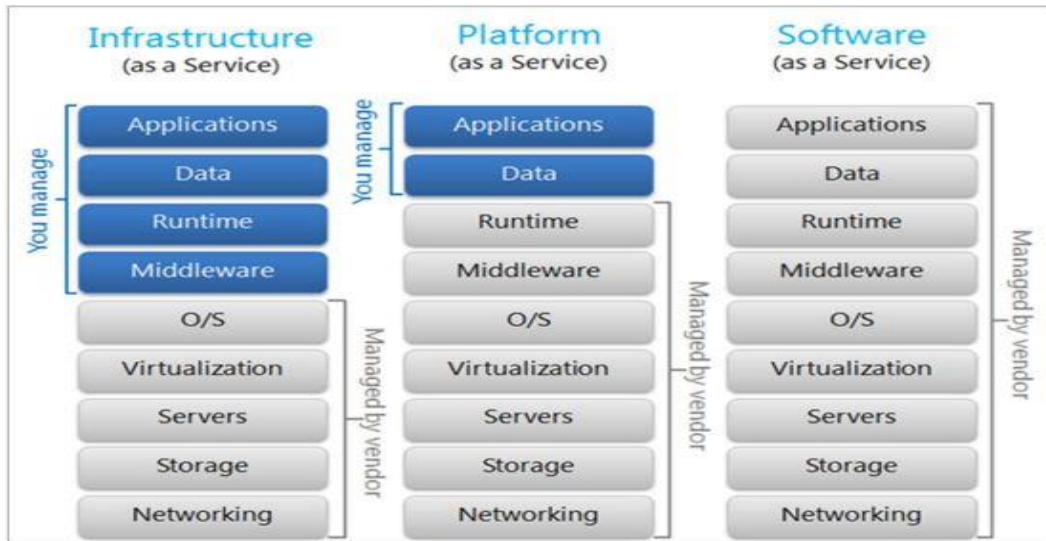 Infrastructure
(as a Service)
You manage
Applications
Data
Runtime
Middleware
O/S
Virtualization
Servers
Storage
Networking
Managed by vendor
Platform
(as a Service)
You manage
Applications
Data
Runtime
Middleware
O/S
Virtualization
Servers
Storage
Networking
Managed by vendor
Software
(as a Service)
Applications
Data
Runtime
Middleware
O/S
Virtualization
Servers
Storage
Networking
Managed by vendor